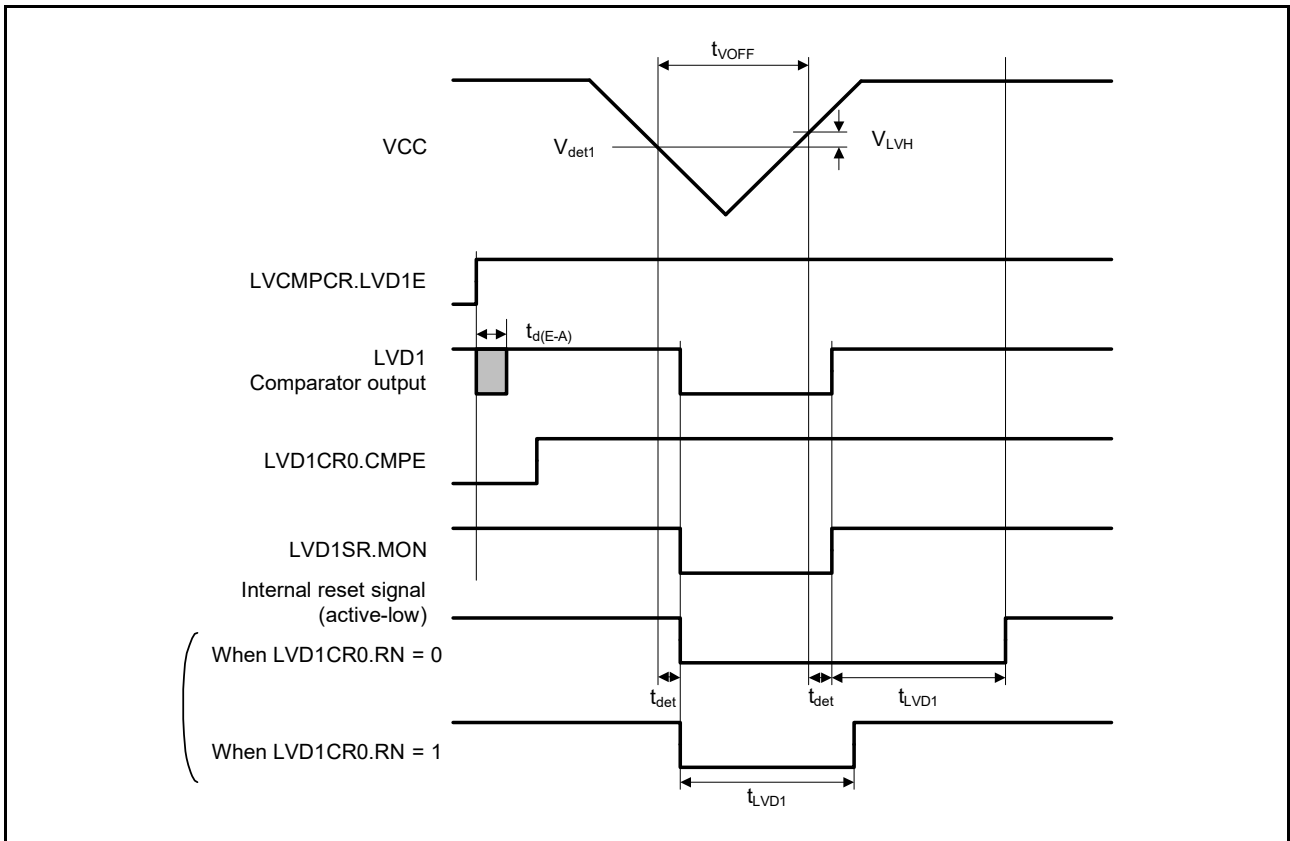 tVOFF
VCC
Vdet1
VLVH
LVCMPCR.LVD1E
td(E-A)
LVD1
Comparator output
LVD1CR0.CMPE
LVD1SR.MON
Internal reset signal
(active-low)
When LVD1CR0.RN = 0
tdet
tdet
tLVD1
When LVD1CR0.RN = 1
tLVD1